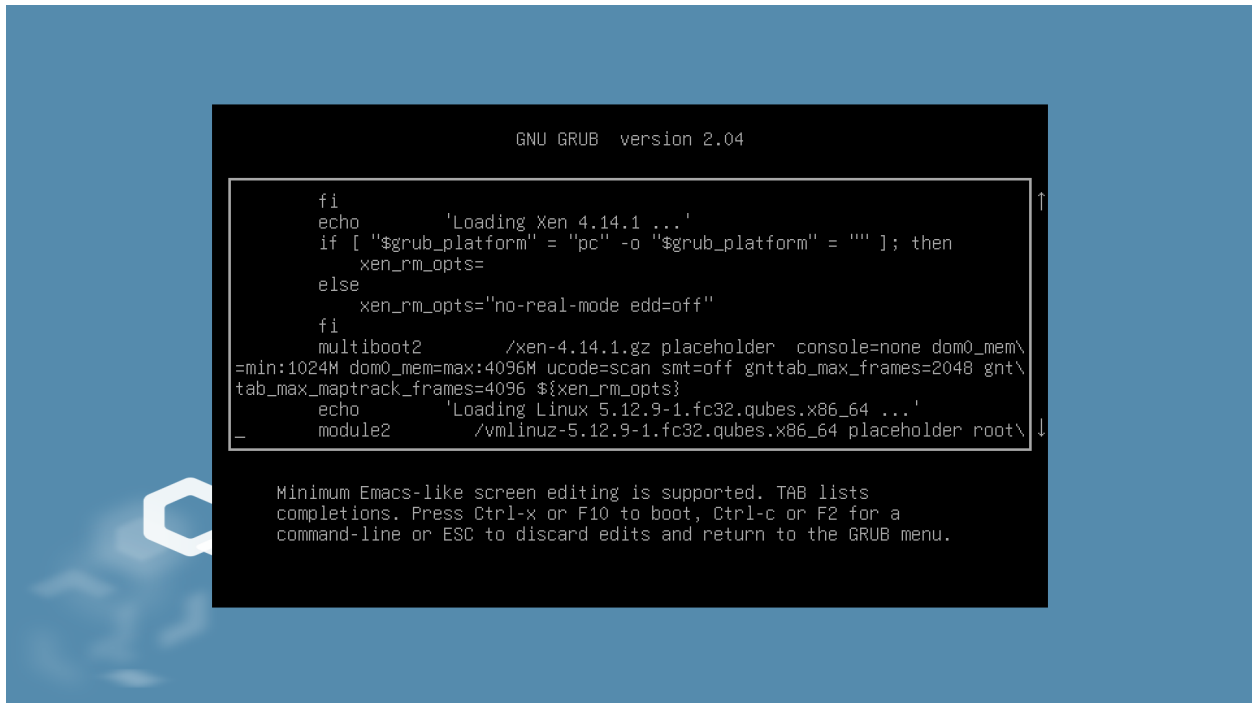 GNU GRUB  version 2.04
fi
echo        'Loading Xen 4.14.1 ...'
if [ "$grub_platform" = "pc" -o "$grub_platform" = "" ]; then
    xen_rm_opts=
else
    xen_rm_opts="no-real-mode edd=off"
fi
multiboot2        /xen-4.14.1.gz placeholder  console=none dom0_mem\
=min:1024M dom0_mem=max:4096M ucode=scan smt=off gnttab_max_frames=2048 gnt\
tab_max_maptrack_frames=4096 ${xen_rm_opts}
echo        'Loading Linux 5.12.9-1.fc32.qubes.x86_64 ...'
module2        /vmlinuz-5.12.9-1.fc32.qubes.x86_64 placeholder root\
Minimum Emacs-like screen editing is supported. TAB lists
completions. Press Ctrl-x or F10 to boot, Ctrl-c or F2 for a
command-line or ESC to discard edits and return to the GRUB menu.